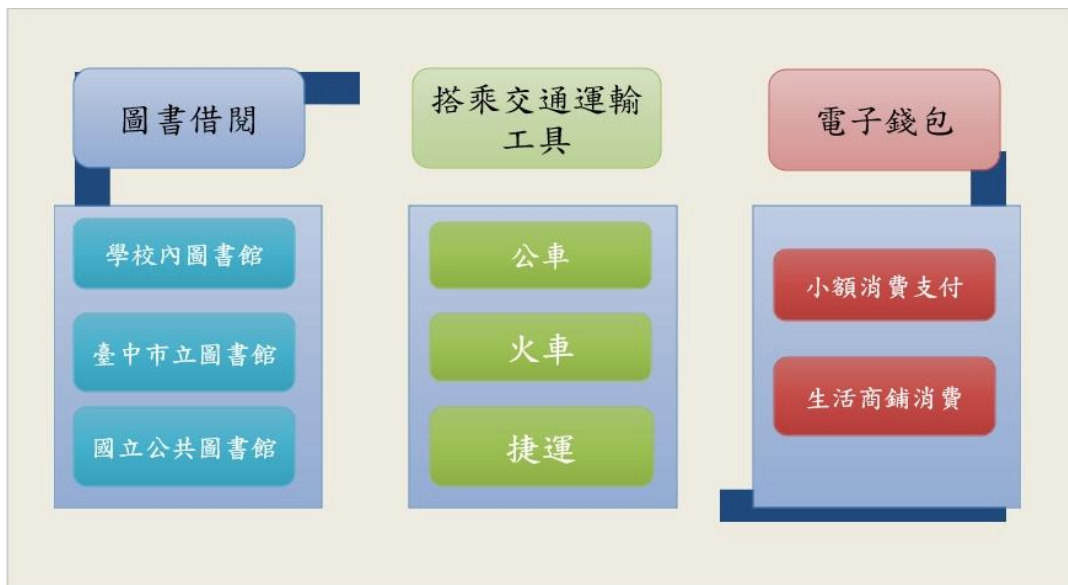 圖書借閱
學校內圖書館
臺中市立圖書館
國立公共圖書館
搭乘交通運輸
工具
公車
火車
捷運
電子錢包
小額消費支付
生活商鋪消費